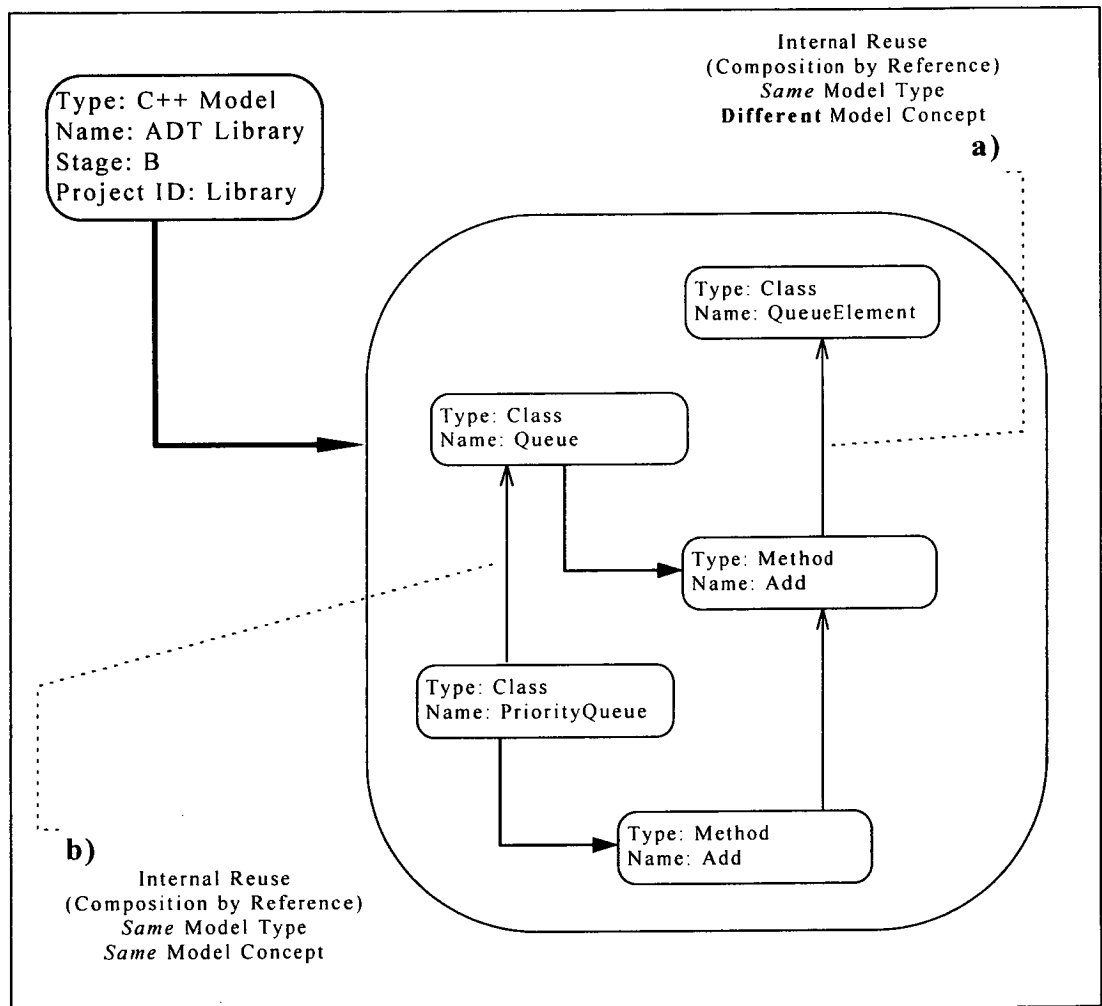 Internal Reuse
(Composition by Reference)
Same Model Type
Different Model Concept
a)
Type: C++ Model
Name: ADT Library
Stage: B
Project ID: Library
Type: Class
Name: QueueElement
Type: Class
Name: Queue
Type: Method
Name: Add
Type: Class
Name: PriorityQueue
Type: Method
Name: Add
b)
Internal Reuse
(Composition by Reference)
Same Model Type
Same Model Concept